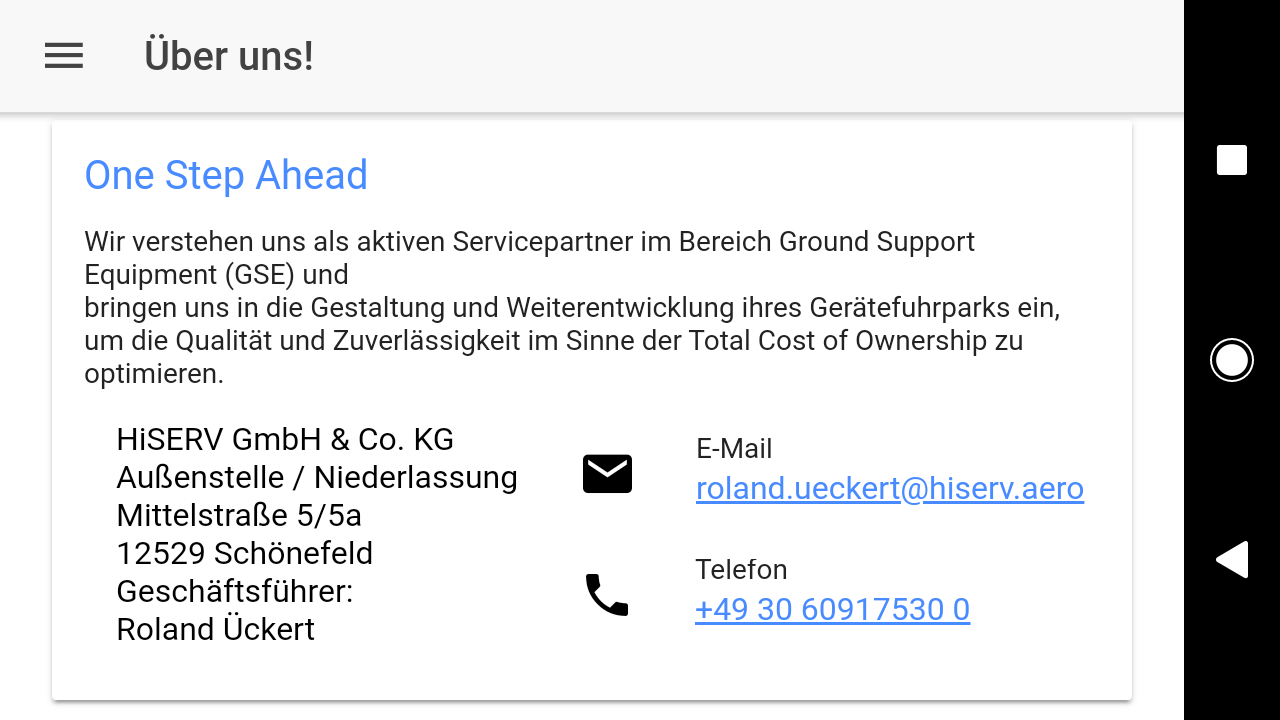 Über uns!
One Step Ahead
Wir verstehen uns als aktiven Servicepartner im Bereich Ground Support
Equipment (GSE) und
bringen uns in die Gestaltung und Weiterentwicklung ihres Gerätefuhrparks ein,
um die Qualität und Zuverlässigkeit im Sinne der Total Cost of Ownership zu
optimieren.
HiSERV GmbH & Co. KG
Außenstelle / Niederlassung
Mittelstraße 5/5a
12529 Schönefeld
Geschäftsführer:
Roland Ückert
E-Mail
roland.ueckert@hiserv.aero
Telefon
+49 30 60917530 0